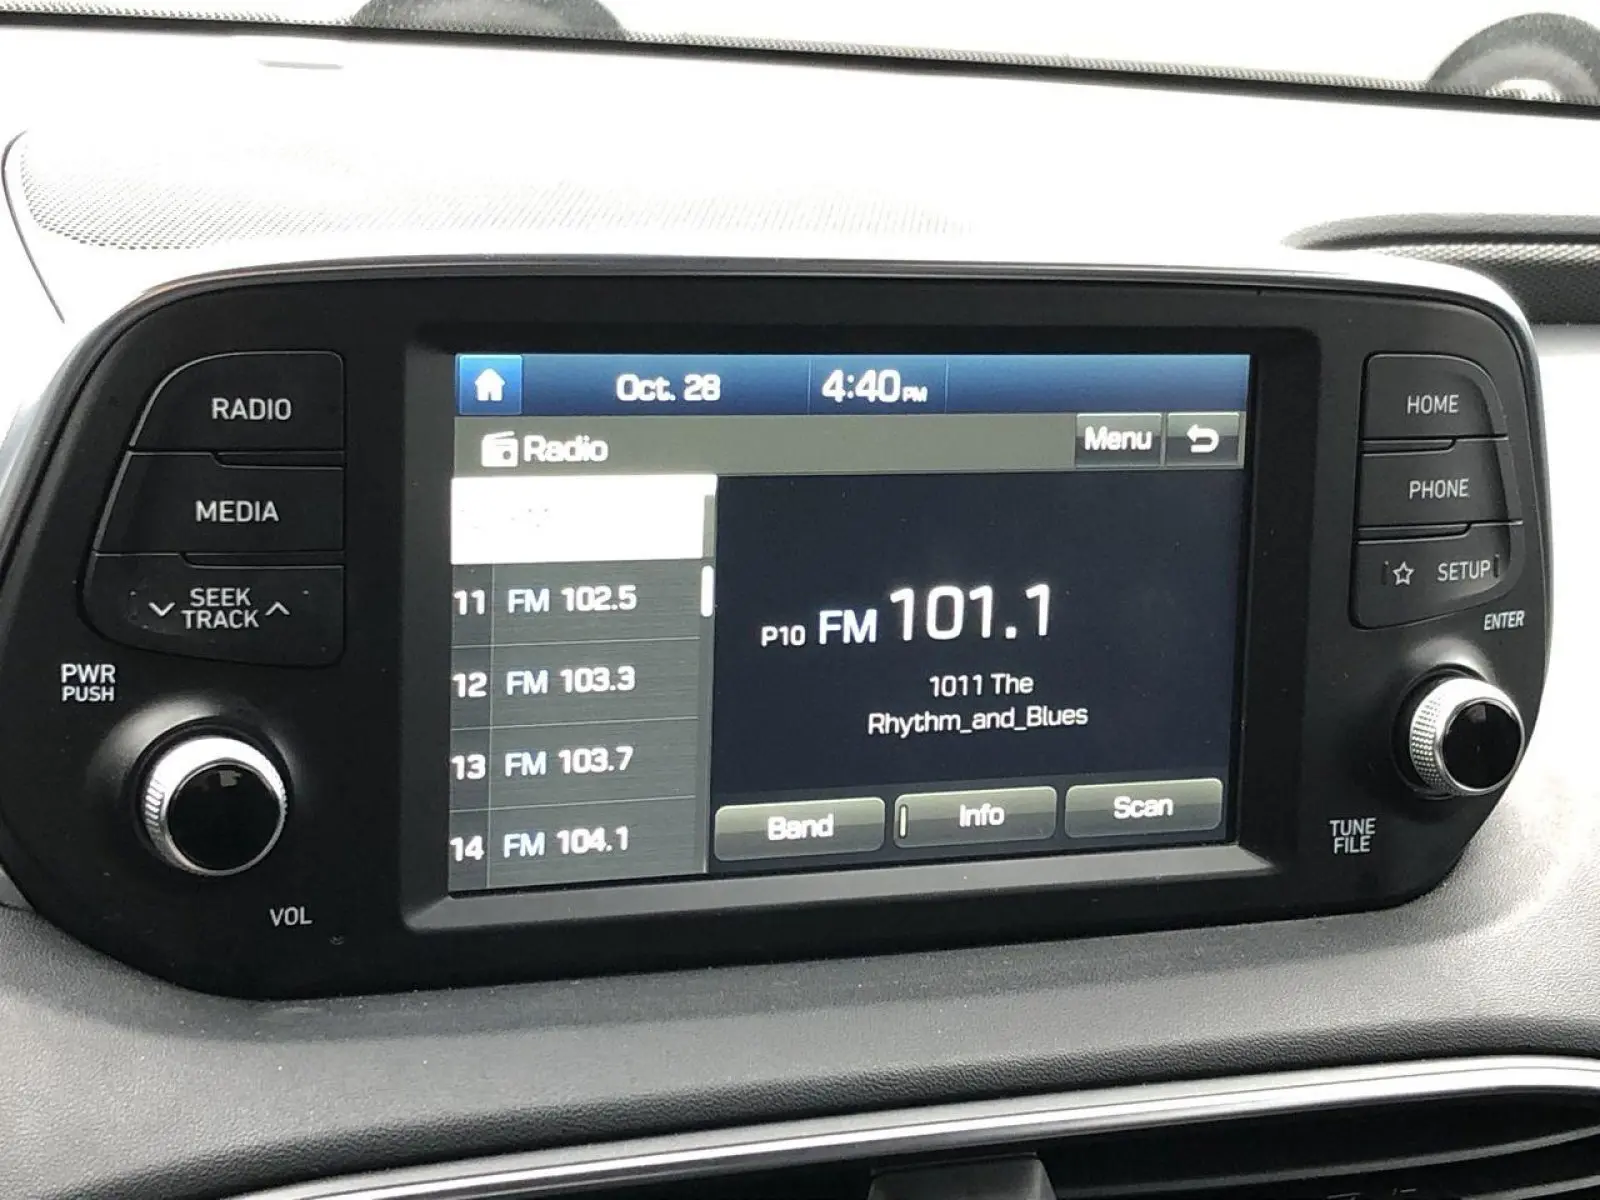 Oct. 28 4:40 PM
Radio
Menu
RADIO
MEDIA
SEEK
TRACK
PWR
PUSH
VOL
11 FM 102.5
12 FM 103.3
13 FM 103.7
14 FM 104.1
P10 FM 101.1
1011 The
Rhythm_and_Blues
Band
Info
Scan
HOME
PHONE
SETUP
ENTER
TUNE
FILE